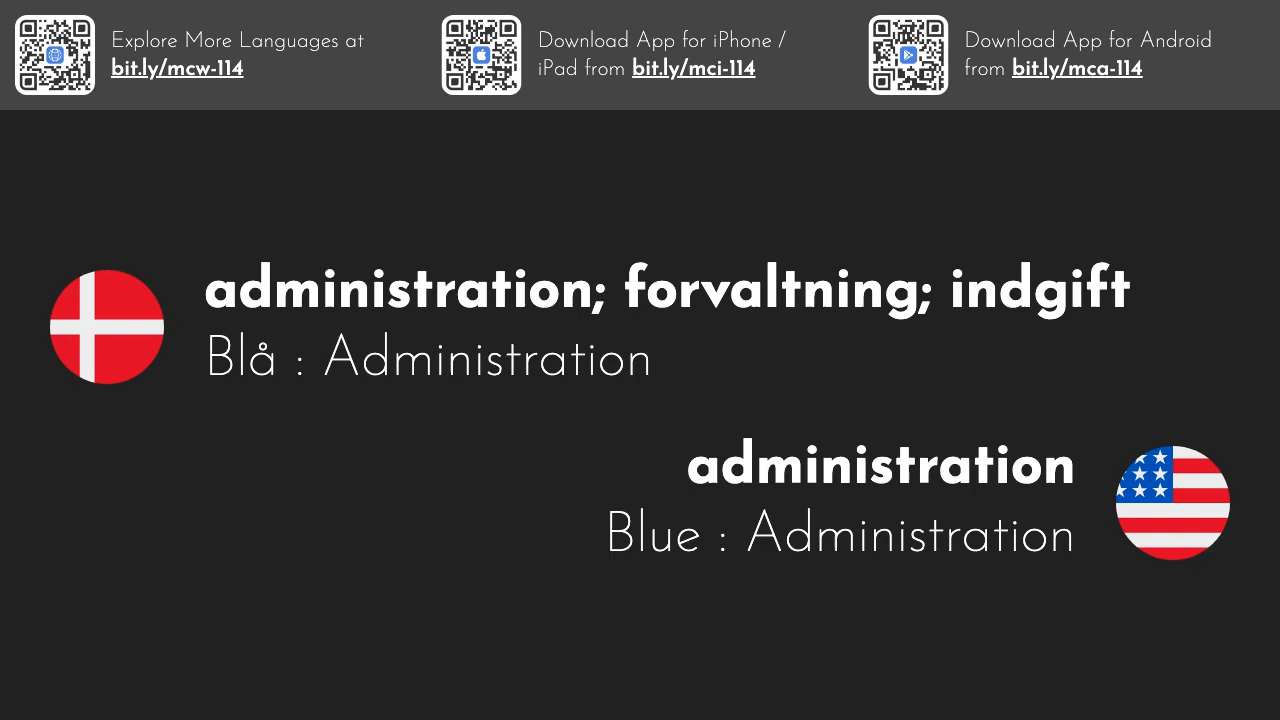 Explore More Languages at
bit.ly/mcw-114
Download App for iPhone /
iPad from bit.ly/mci-114
Download App for Android
from bit.ly/mca-114
administration; forvaltning; indgift
Blå : Administration
administration
Blue : Administration